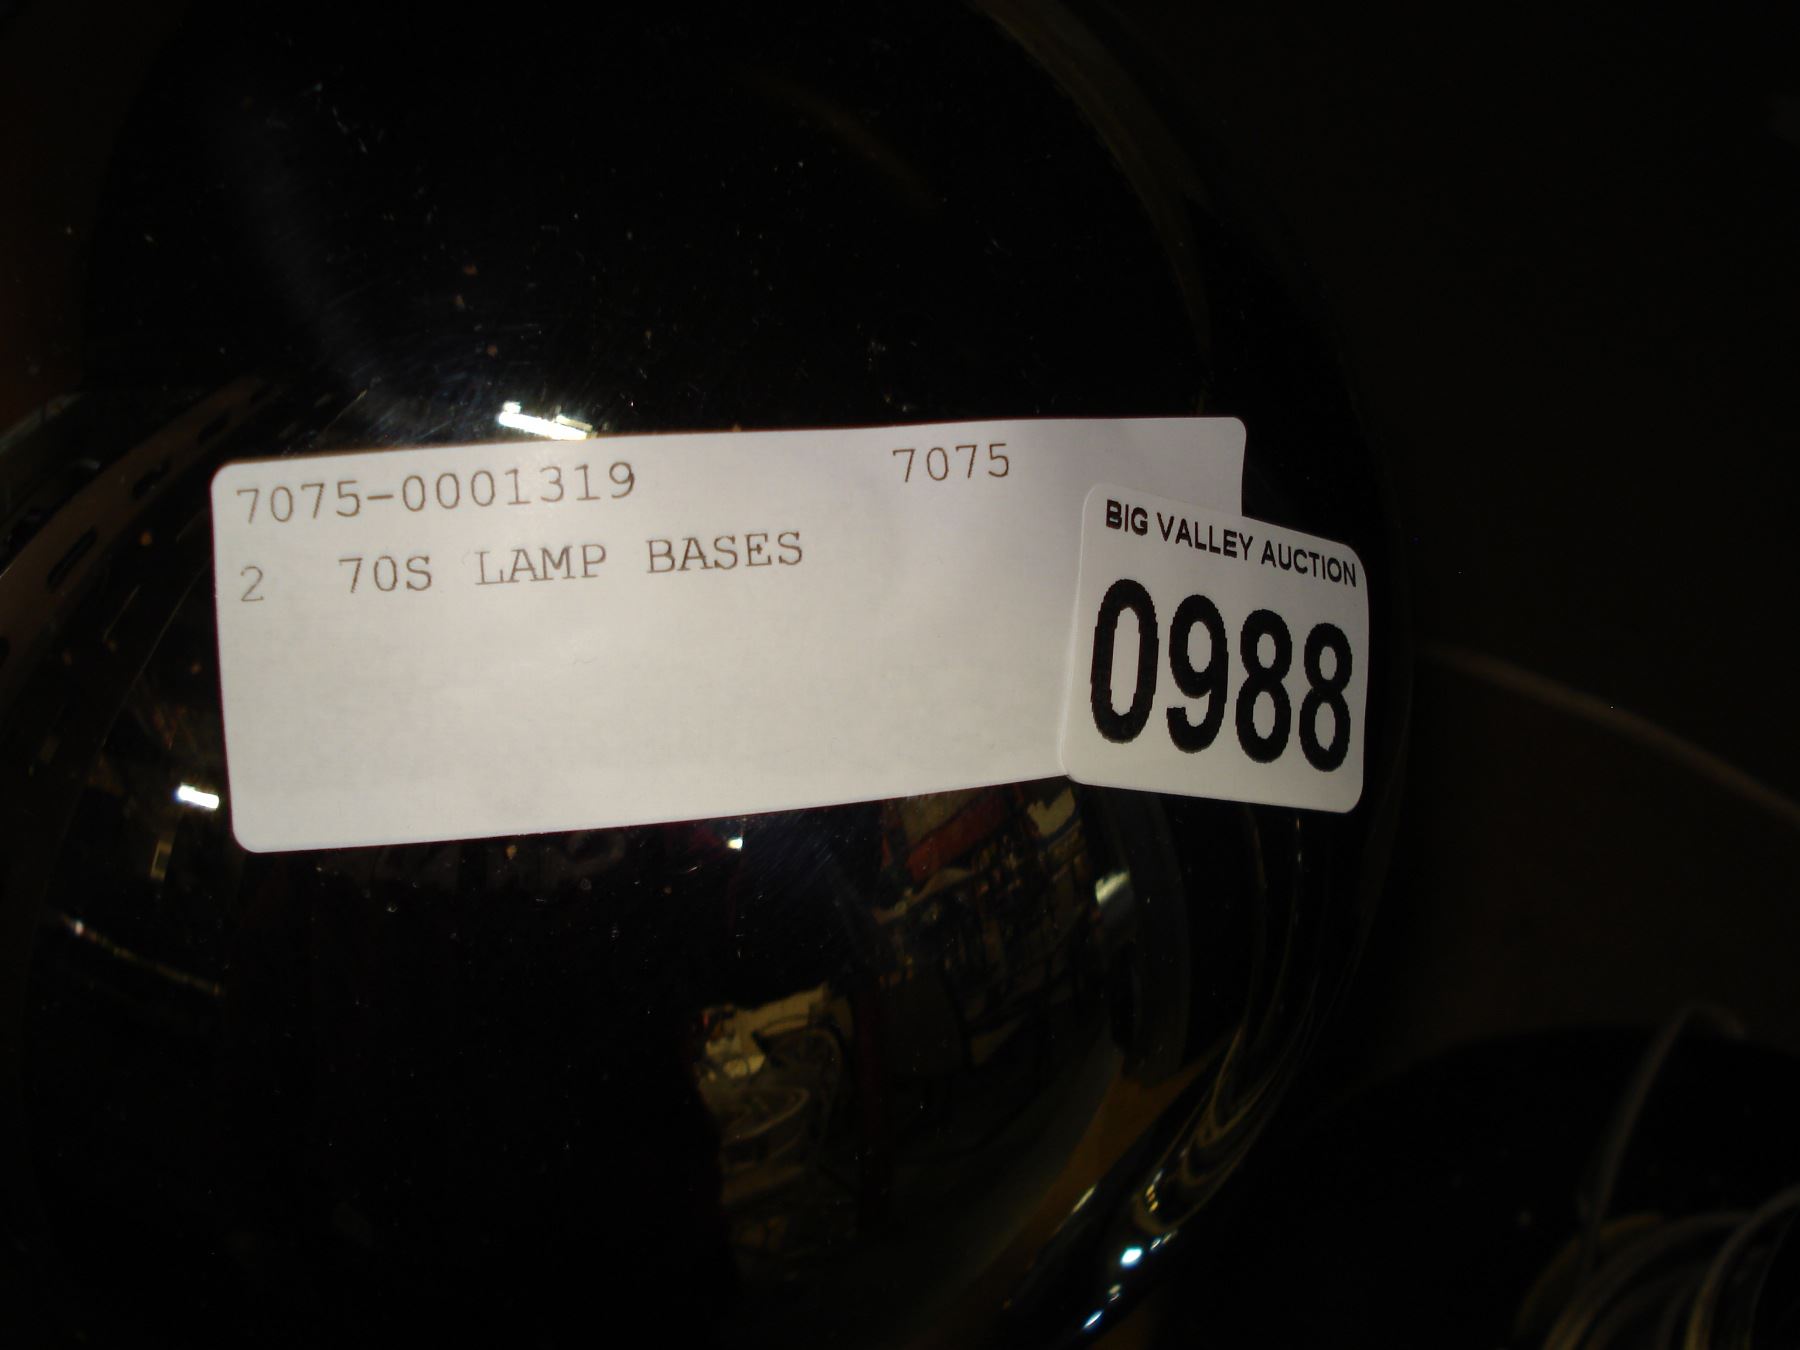 7075-0001319 7075
2 70S LAMP BASES
BIG VALLEY AUCTION
0988